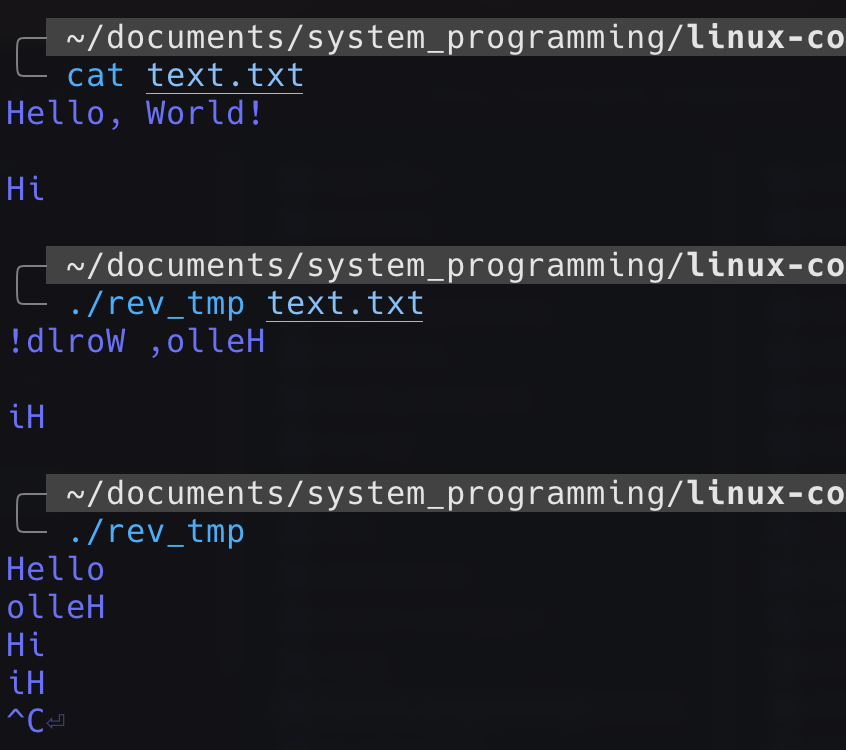 ~/documents/system_programming/linux-co
cat text.txt
Hello, World!
Hi
~/documents/system_programming/linux-co
./rev_tmp text.txt
!dlroW ,olleH
iH
~/documents/system_programming/linux-co
./rev_tmp
Hello
olleH
Hi
iH
^C⏎